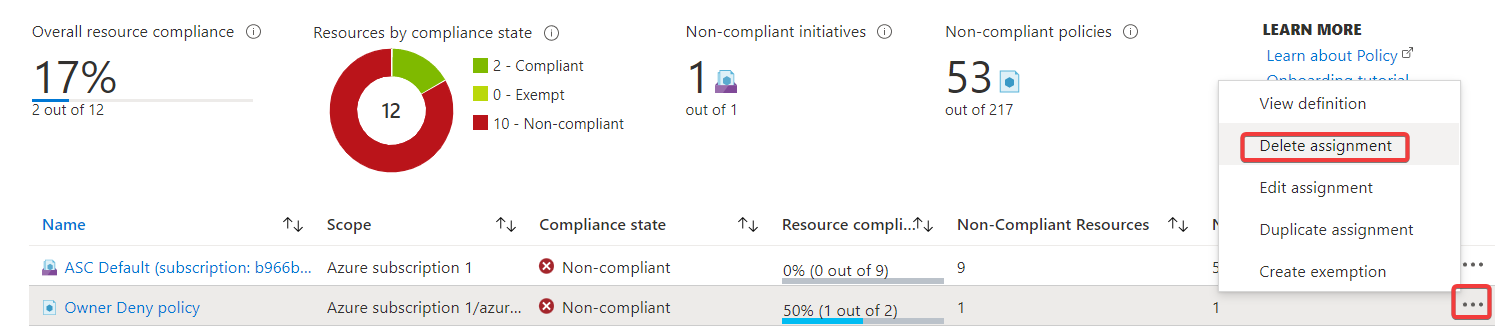 Overall resource compliance
17%
2 out of 12
Resources by compliance state
12
2 - Compliant
0 - Exempt
10 - Non-compliant
Non-compliant initiatives
1
out of 1
Non-compliant policies
53
out of 217
LEARN MORE
Learn about Policy
Onboarding tutorial
View definition
Delete assignment
Edit assignment
Duplicate assignment
Create exemption
Name Scope Compliance state Resource compli... Non-Compliant Resources N
ASC Default (subscription: b966b... Azure subscription 1 Non-compliant 0% (0 out of 9) 9 5
Owner Deny policy Azure subscription 1/azur... Non-compliant 50% (1 out of 2) 1 1